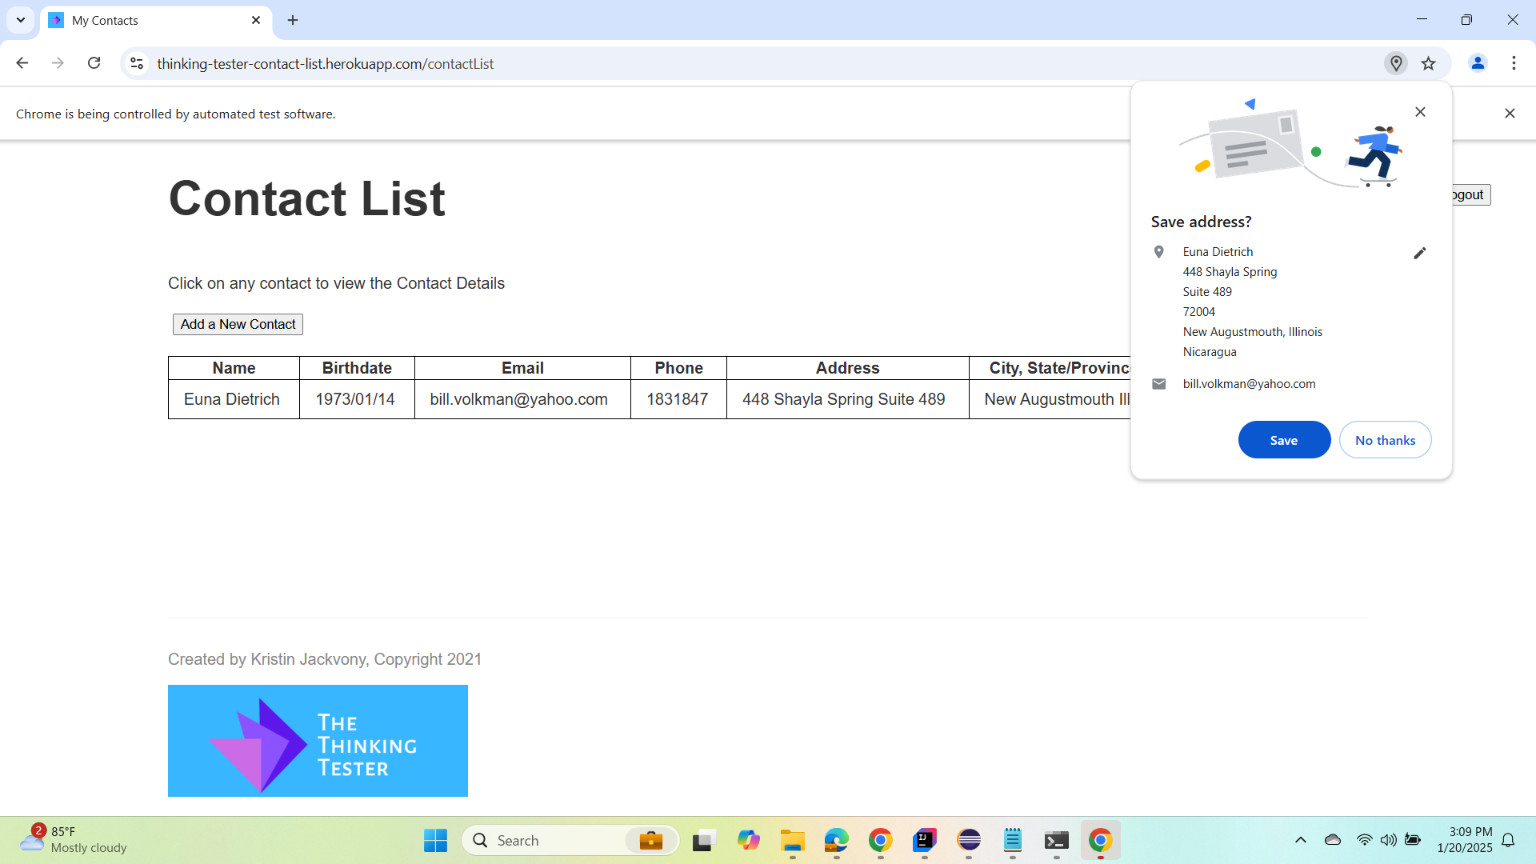 My Contacts
thinking-tester-contact-list.herokuapp.com/contactList
Chrome is being controlled by automated test software.
Contact List
ogout
Click on any contact to view the Contact Details
Add a New Contact
Name Birthdate Email Phone Address City, State/Provinc
Euna Dietrich 1973/01/14 bill.volkman@yahoo.com 1831847 448 Shayla Spring Suite 489 New Augustmouth Ill
Save address?
Euna Dietrich
448 Shayla Spring
Suite 489
72004
New Augustmouth, Illinois
Nicaragua
bill.volkman@yahoo.com
Save No thanks
Created by Kristin Jackvony, Copyright 2021
THE
THINKING
TESTER
2
85°F
Mostly cloudy
Search
3:09 PM
1/20/2025